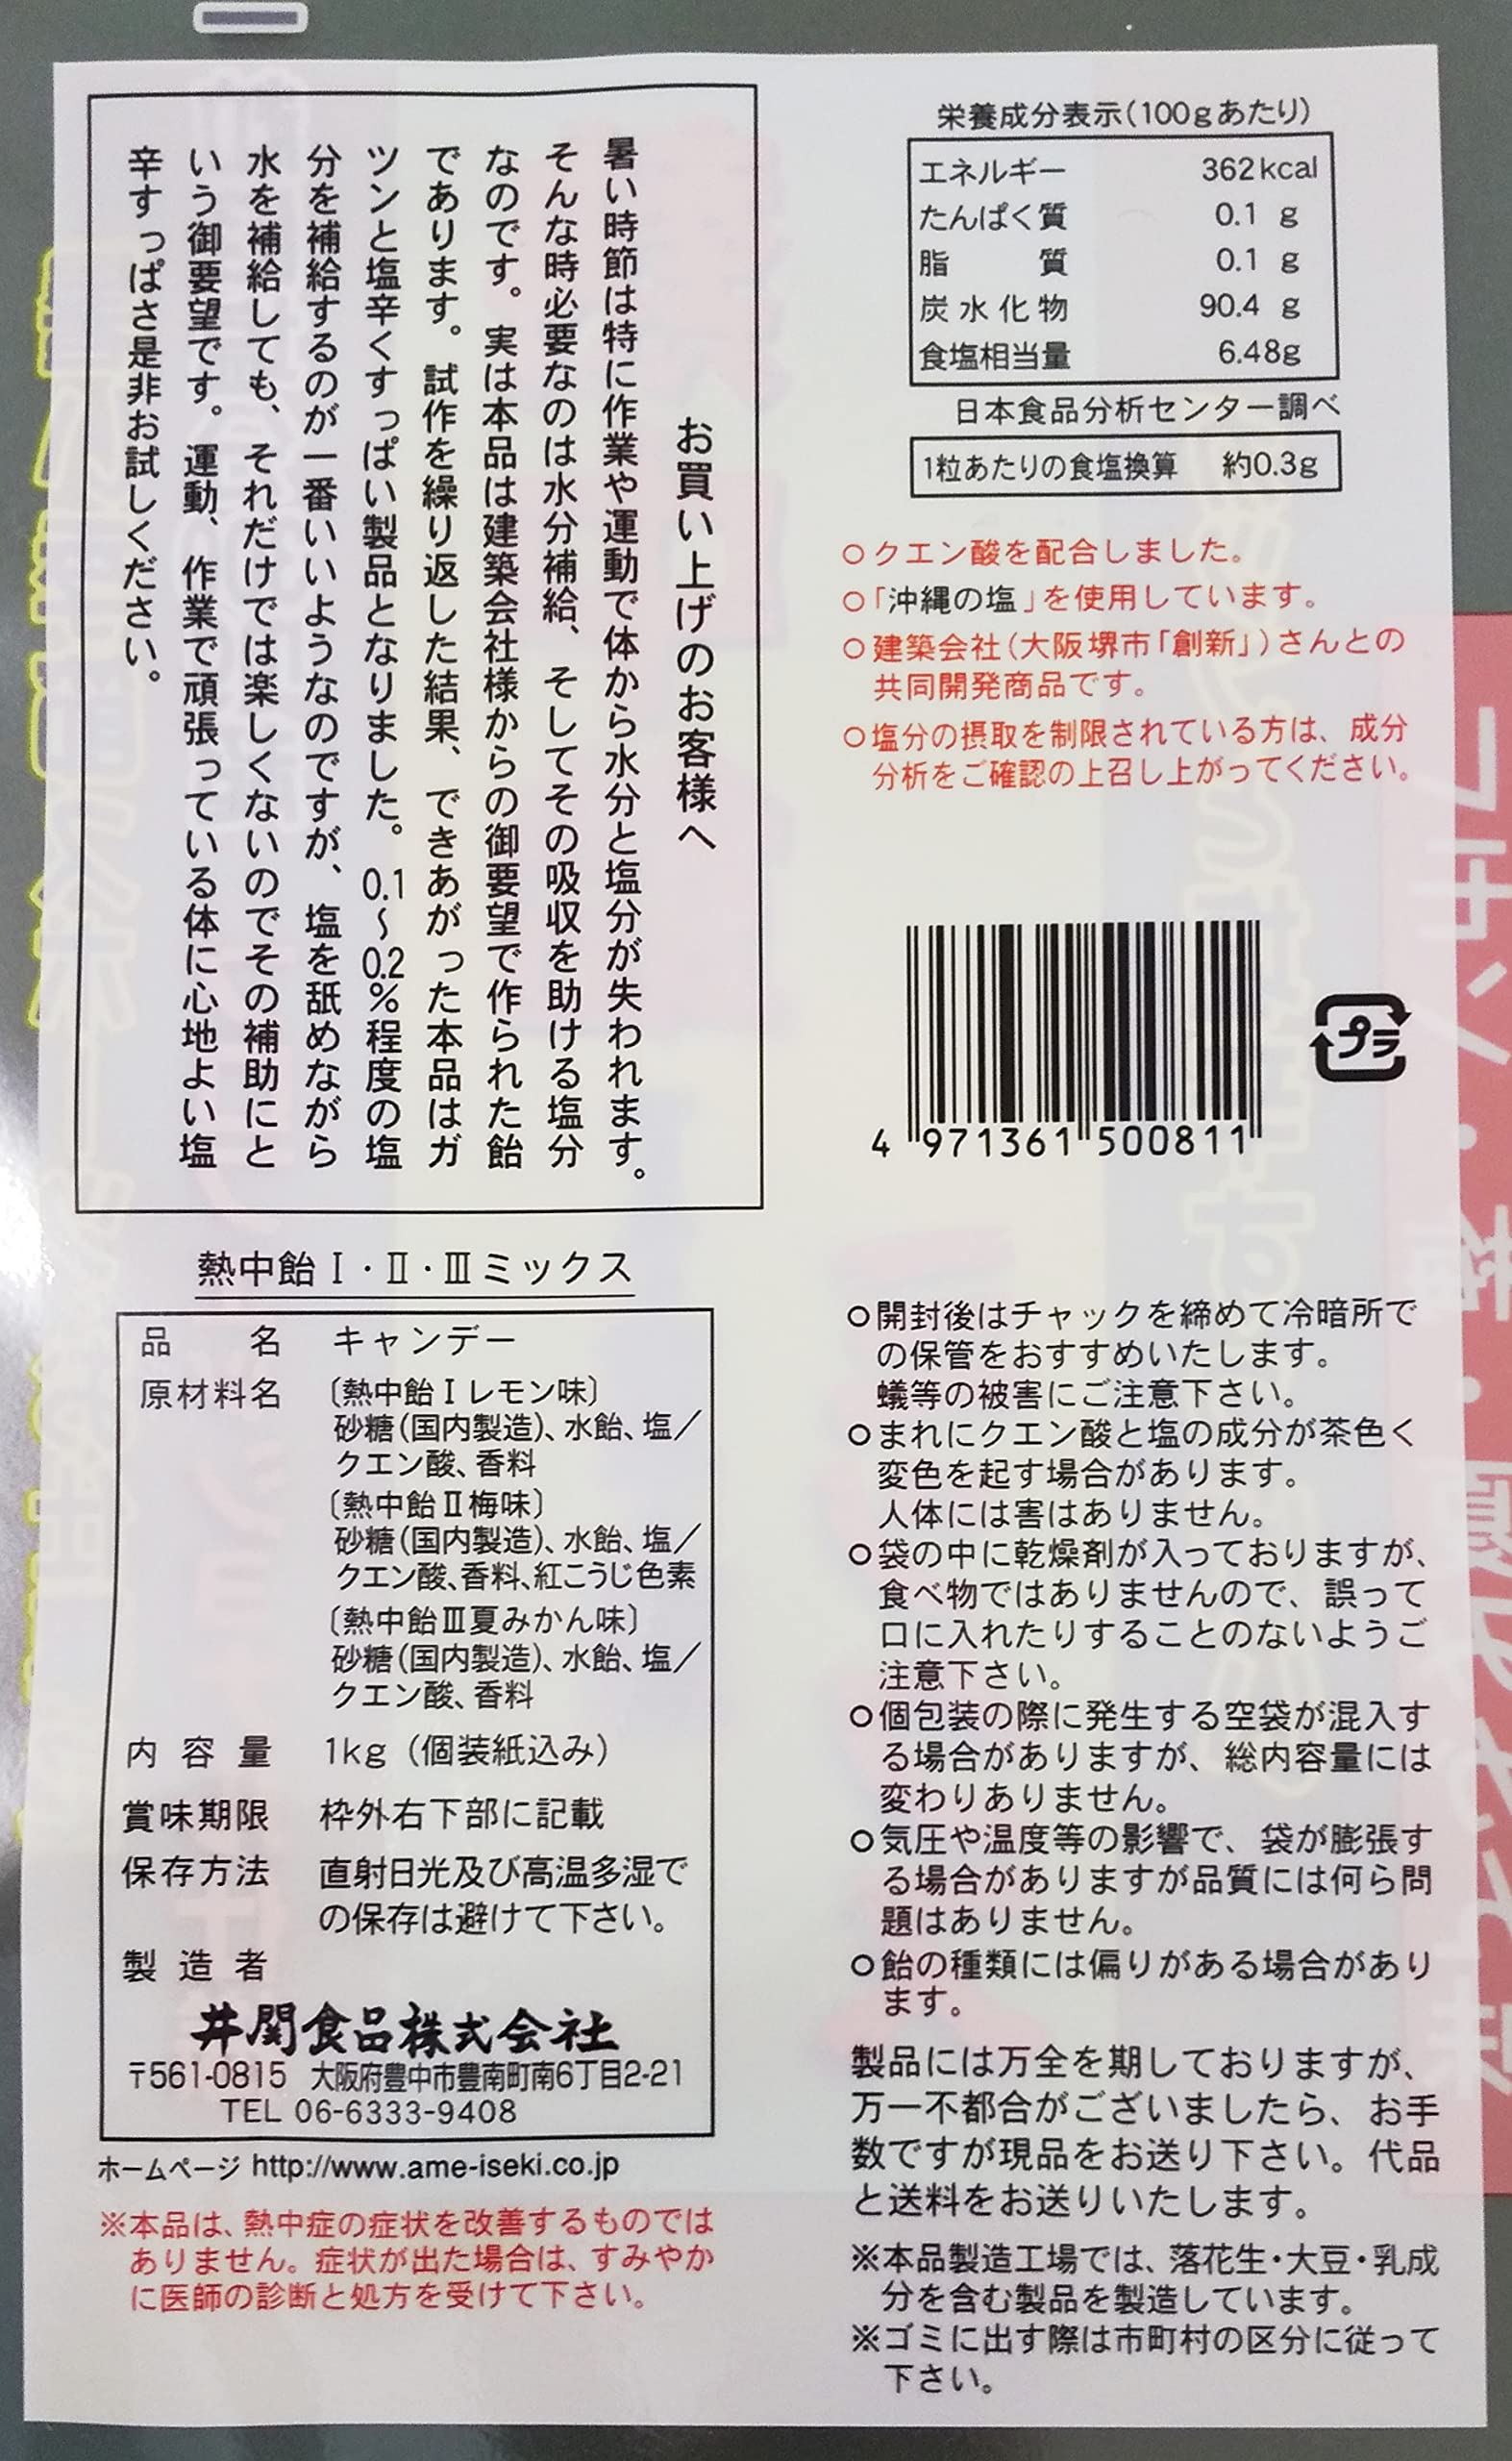 お買い上げのお客様へ
暑い時節は特に作業や運動で体から水分と塩分が失われます。
そんな時必要なのは水分補給、そしてその吸収を助ける塩分
なのです。実は本品は建築会社様からの御要望で作られた飴
であります。試作を繰り返した結果、できあがった本品はガ
ツンと塩辛くすっぱい製品となりました。0.1～0.2%程度の塩
分を補給するのが一番いいようなのですが、塩を舐めながら
水を補給しても、それだけでは楽しくないのでその補助にと
いう御要望です。運動、作業で頑張っている体に心地よい塩
辛すっぱさ是非お試しください。
熱中飴Ⅰ・Ⅱ・Ⅲミックス
品名 キャンデー
原材料名 〔熱中飴Ⅰレモン味〕
砂糖(国内製造)、水飴、塩／
クエン酸、香料
〔熱中飴Ⅱ梅味〕
砂糖(国内製造)、水飴、塩／
クエン酸、香料、紅こうじ色素
〔熱中飴Ⅲ夏みかん味〕
砂糖(国内製造)、水飴、塩／
クエン酸、香料
内容量 1kg（個装紙込み）
賞味期限 枠外右下部に記載
保存方法 直射日光及び高温多湿で
の保存は避けて下さい。
製造者
井関食品株式会社
〒561-0815 大阪府豊中市豊南町南6丁目2-21
TEL 06-6333-9408
ホームページ http://www.ame-iseki.co.jp
※本品は、熱中症の症状を改善するものでは
ありません。症状が出た場合は、すみやか
に医師の診断と処方を受けて下さい。
栄養成分表示(100gあたり)
エネルギー 362kcal
たんぱく質 0.1 g
脂質 0.1 g
炭水化物 90.4 g
食塩相当量 6.48g
日本食品分析センター調べ
1粒あたりの食塩換算 約0.3g
○クエン酸を配合しました。
○「沖縄の塩」を使用しています。
○建築会社(大阪堺市「創新」)さんとの
共同開発商品です。
○塩分の摂取を制限されている方は、成分
分析をご確認の上召し上がってください。
プラ
4 971361 500811
○開封後はチャックを締めて冷暗所で
の保管をおすすめいたします。
蟻等の被害にご注意下さい。
○まれにクエン酸と塩の成分が茶色く
変色を起す場合があります。
人体には害はありません。
○袋の中に乾燥剤が入っておりますが、
食べ物ではありませんので、誤って
口に入れたりすることのないようご
注意下さい。
○個包装の際に発生する空袋が混入す
る場合がありますが、総内容量には
変わりありません。
○気圧や温度等の影響で、袋が膨張す
る場合がありますが品質には何ら問
題はありません。
○飴の種類には偏りがある場合があり
ます。
製品には万全を期しておりますが、
万一不都合がございましたら、お手
数ですが現品をお送り下さい。代品
と送料をお送りいたします。
※本品製造工場では、落花生・大豆・乳成
分を含む製品を製造しています。
※ゴミに出す際は市町村の区分に従って
下さい。